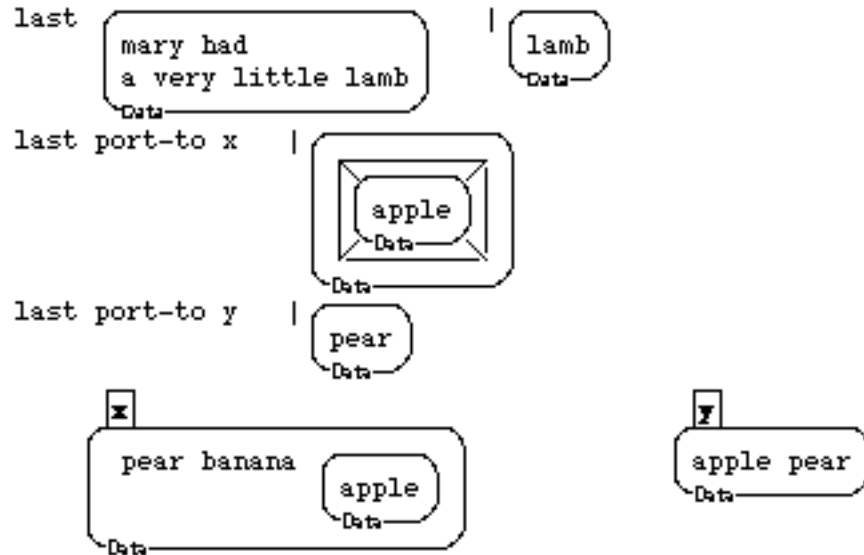 last | 
mary had lamb
a very little lamb
Data Data
last port-to x |
apple
Data
Data
last port-to y |
pear
Data
x y
pear banana apple pear
apple
Data Data
Data